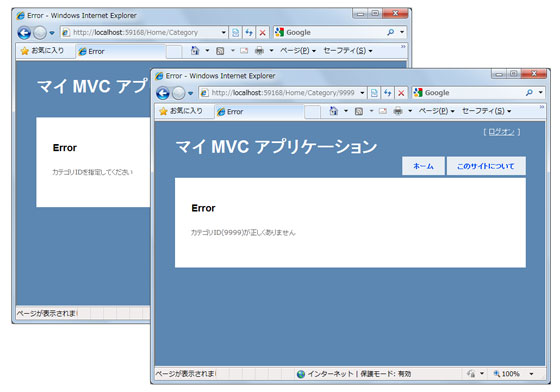 Error - Windows Internet Explorer
http://localhost:59168/Home/Category
Google
お気に入り
Error
ページ(P)
セーフティ(S)
»
マイ MVC アプ
Error
カテゴリIDを指定してください
ページが表示されま
Error - Windows Internet Explorer
http://localhost:59168/Home/Category/9999
Google
お気に入り
Error
ページ(P)
セーフティ(S)
»
[ ログオン ]
マイ MVC アプリケーション
ホーム
このサイトについて
Error
カテゴリID(9999)が正しくありません
ページが表示されま
インターネット | 保護モード: 有効
100%